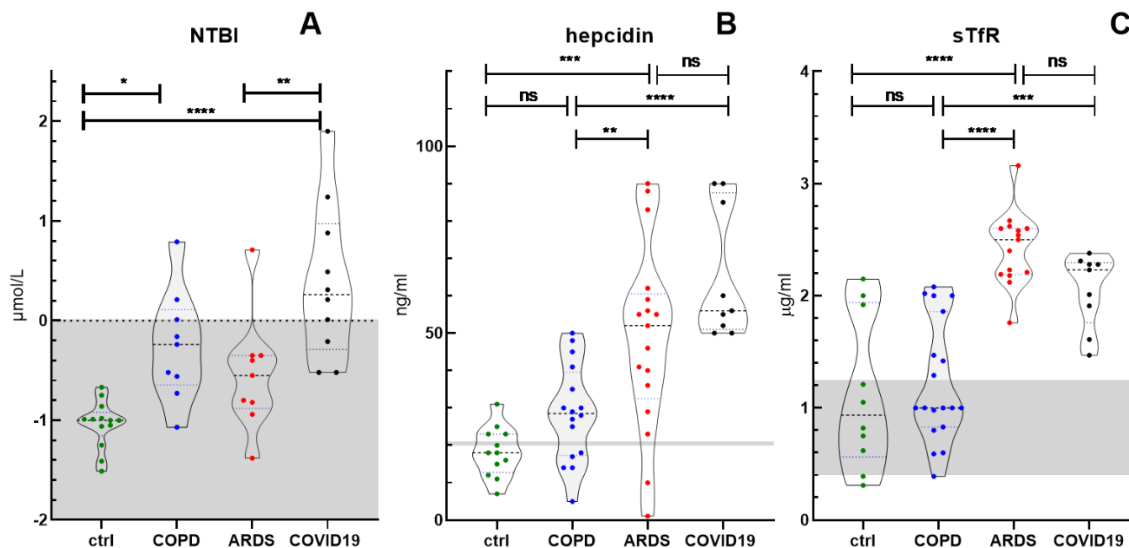 A
NTBI
*
**
****
µmol/L
2
1
0
-1
-2
ctrl
COPD
ARDS
COVID19
B
hepcidin
***
ns
ns
****
**
ng/ml
100
50
0
ctrl
COPD
ARDS
COVID19
C
sTfR
****
ns
ns
***
****
µg/ml
4
3
2
1
0
ctrl
COPD
ARDS
COVID19